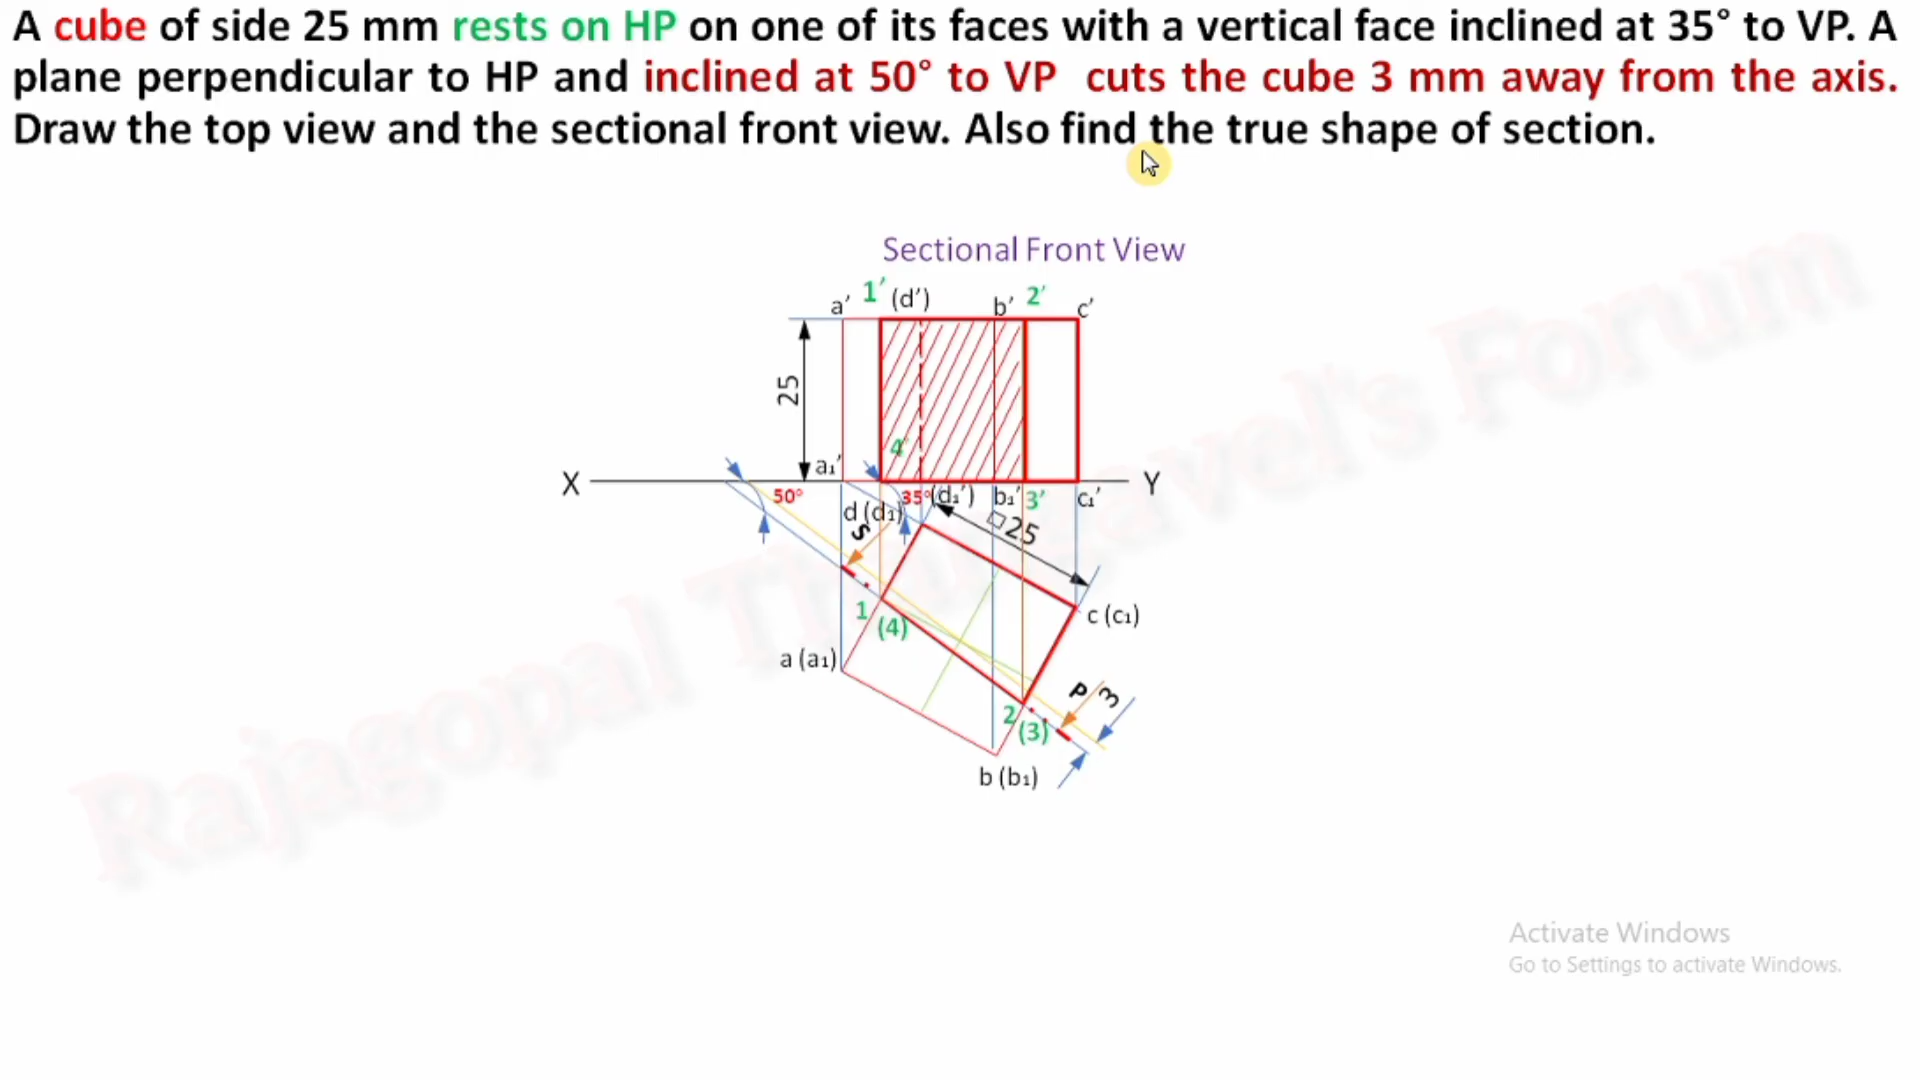 A cube of side 25 mm rests on HP on one of its faces with a vertical face inclined at 35° to VP. A
plane perpendicular to HP and inclined at 50° to VP cuts the cube 3 mm away from the axis.
Draw the top view and the sectional front view. Also find the true shape of section.
Sectional Front View
a' 1' (d') b' 2' c'
25
4'
a₁'
X Y
50° 35° (d₁') b₁' 3' c₁'
d (d₁) □25
S
1 (4) c (c₁)
a (a₁)
P 3
2 (3)
b (b₁)
Rajagopal Thangavel's Forum
Activate Windows
Go to Settings to activate Windows.